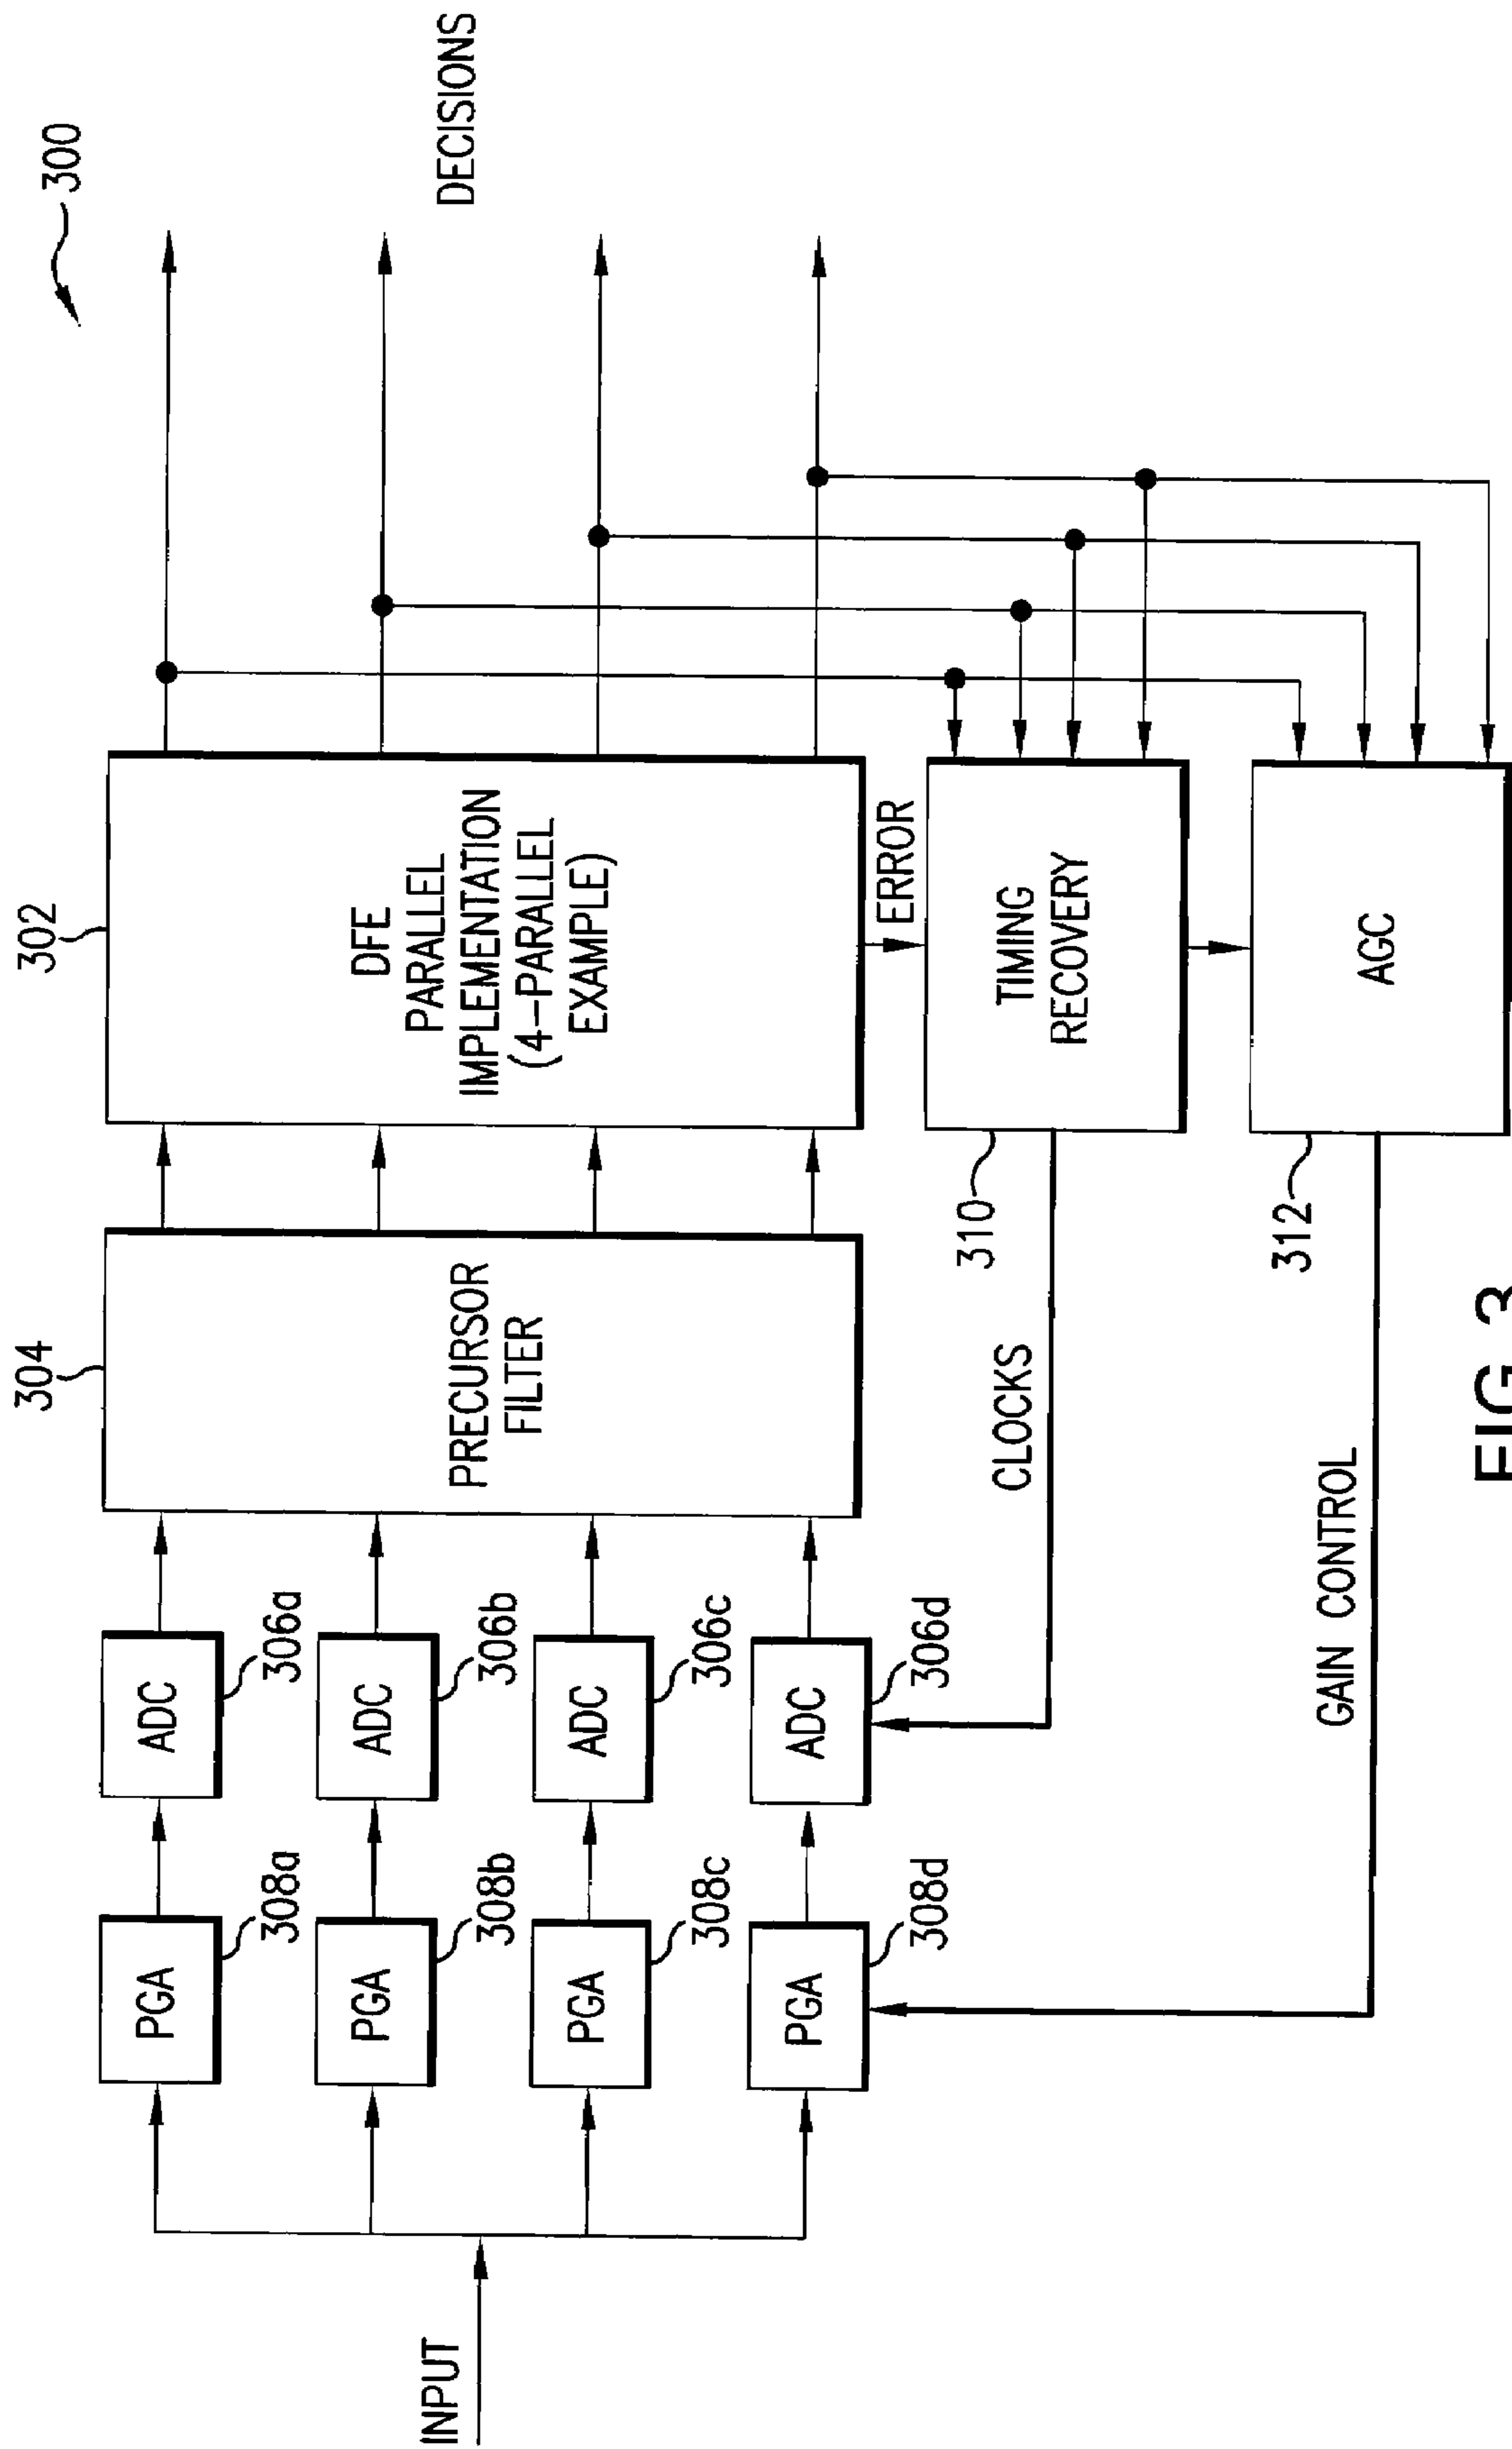 300
DECISIONS
302
DFE
PARALLEL
IMPLEMENTATION
(4-PARALLEL
EXAMPLE)
ERROR
TIMING
RECOVERY
AGC
304
PRECURSOR
FILTER
310
312
CLOCKS
GAIN CONTROL
ADC
306a
ADC
306b
ADC
306c
ADC
306d
PGA
308a
PGA
308b
PGA
308c
PGA
308d
INPUT
FIG. 3